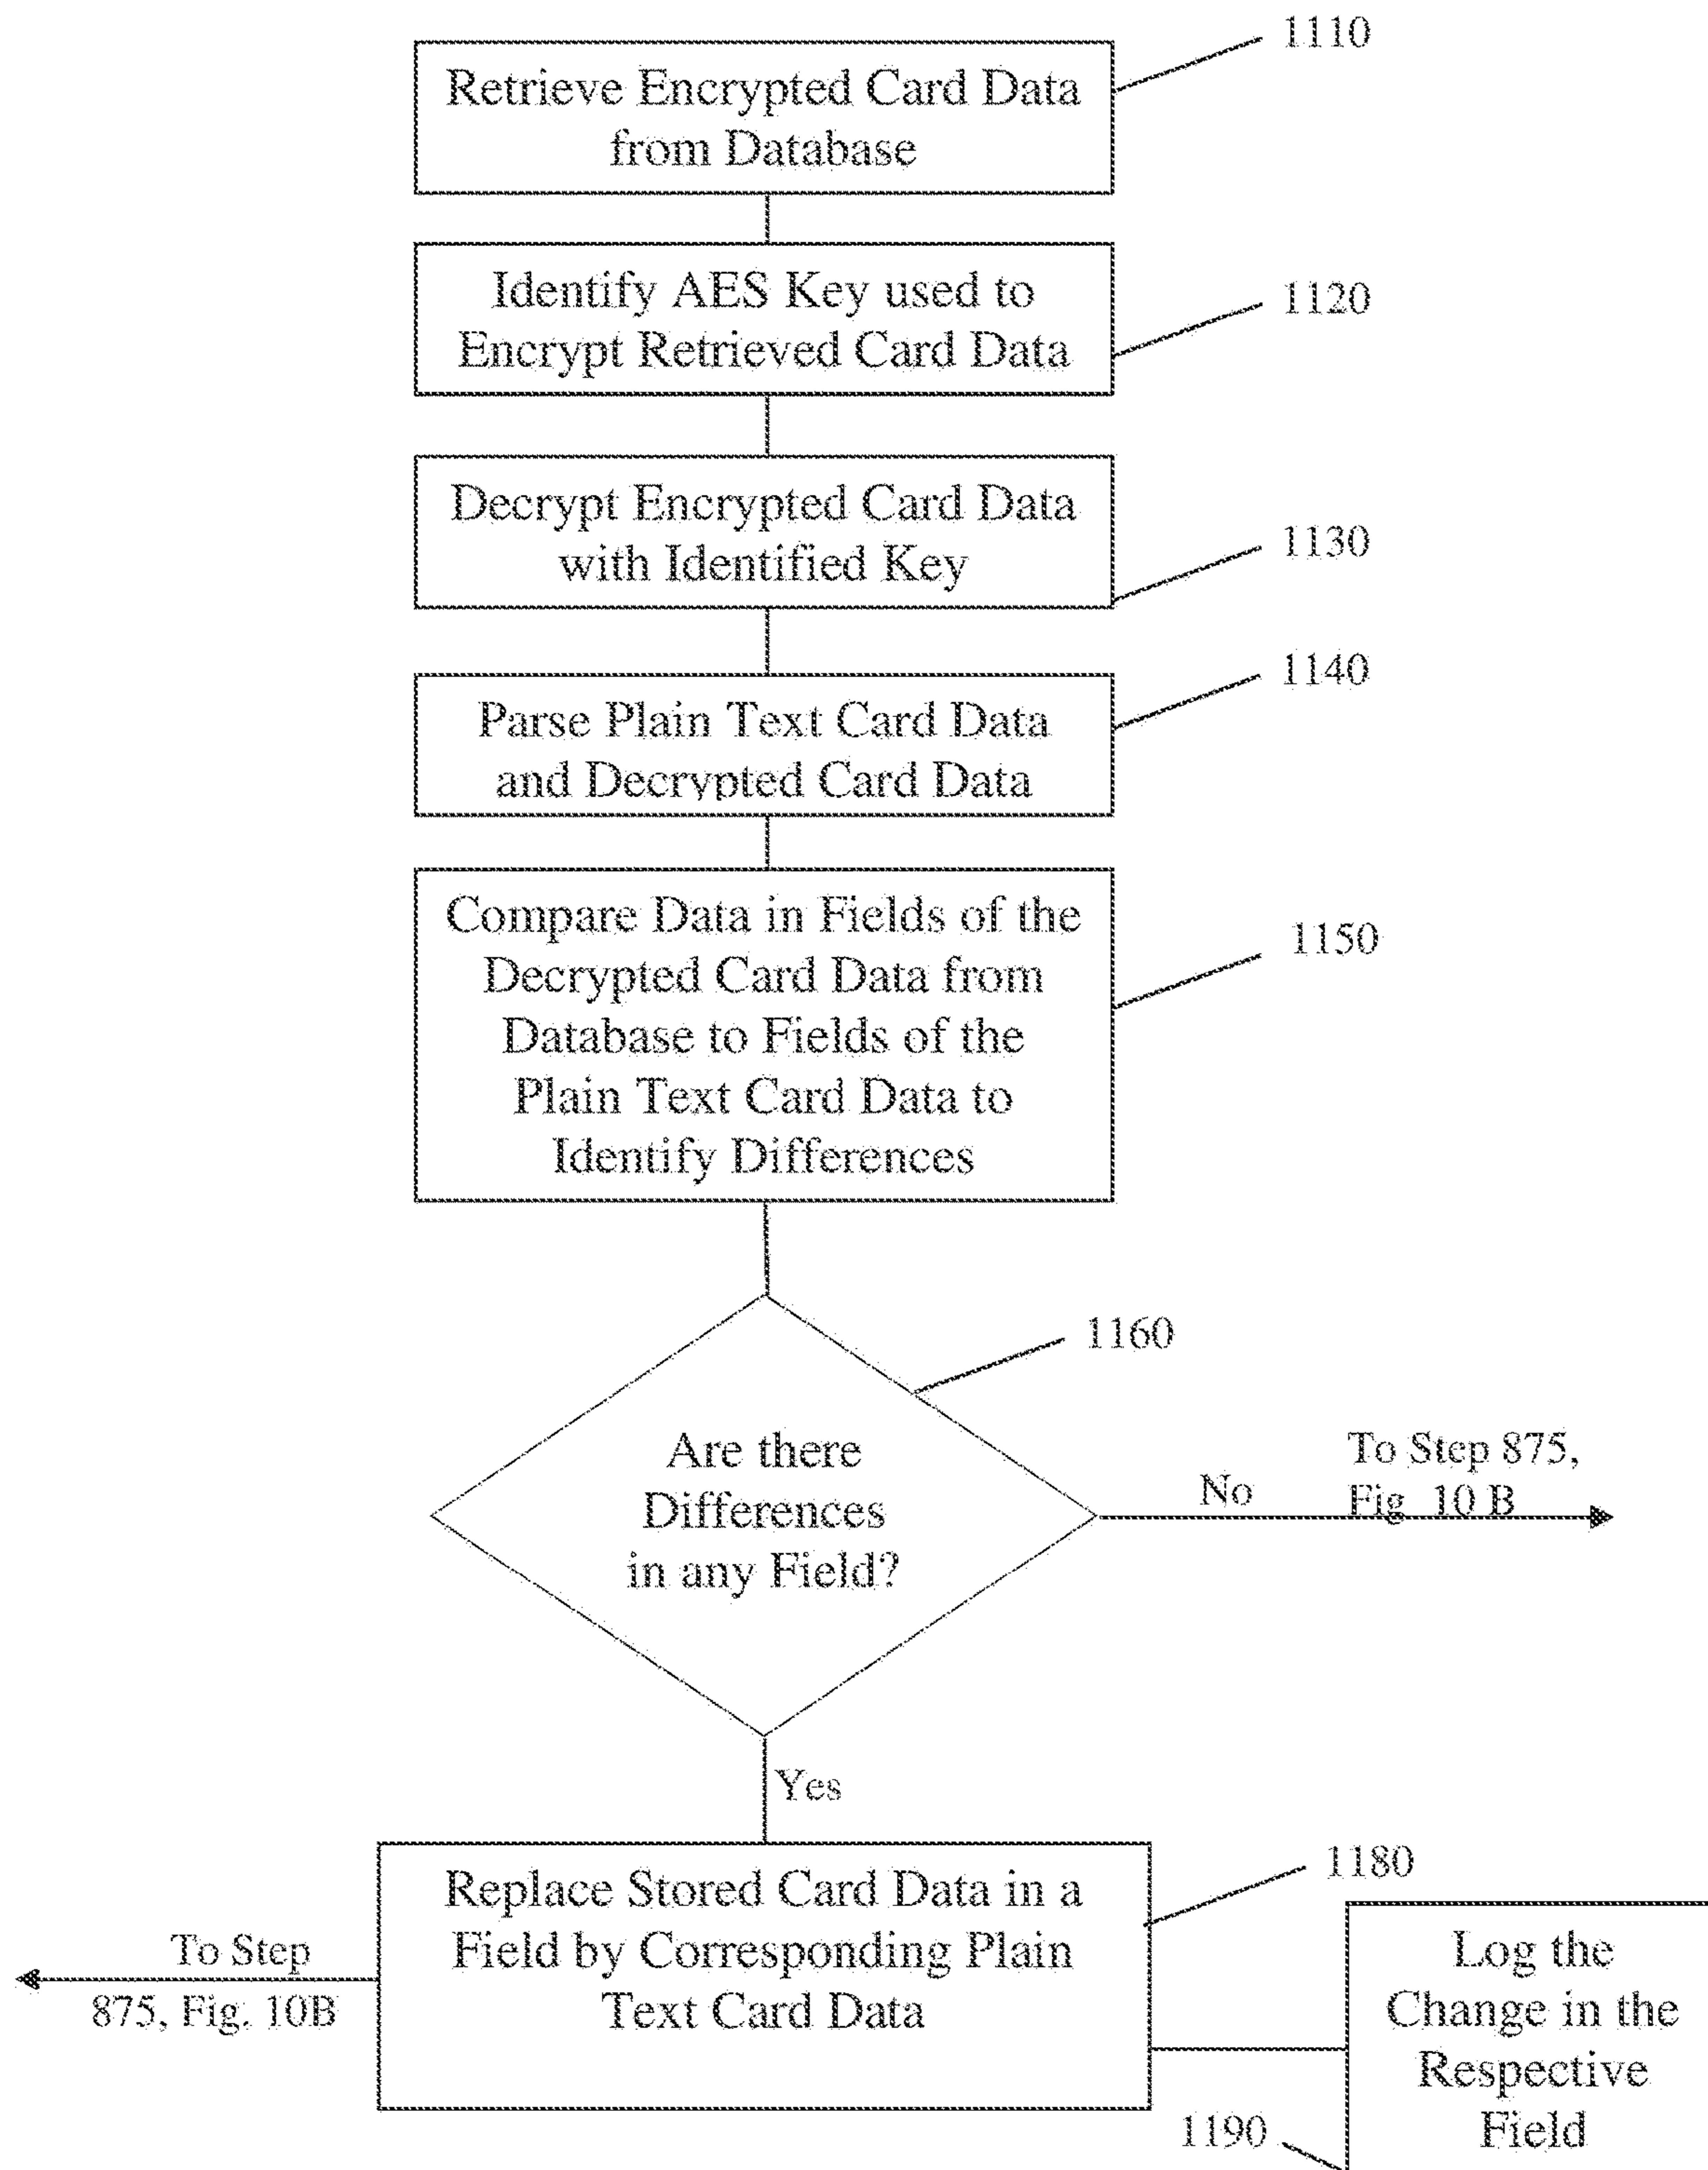 1110
Retrieve Encrypted Card Data
from Database
Identify AES Key used to
Encrypt Retrieved Card Data
1120
Decrypt Encrypted Card Data
with Identified Key
1130
1140
Parse Plain Text Card Data
and Decrypted Card Data
Compare Data in Fields of the
Decrypted Card Data from
Database to Fields of the
Plain Text Card Data to
Identify Differences
1150
1160
Are there
Differences
in any Field?
No
To Step 875,
Fig. 10 B
Yes
1180
Replace Stored Card Data in a
Field by Corresponding Plain
Text Card Data
To Step
875, Fig. 10B
Log the
Change in the
Respective
Field
1190